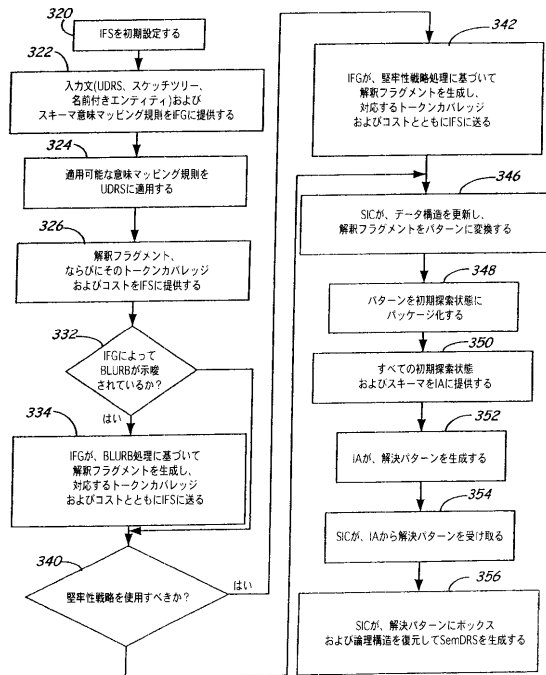 320
IFSを初期設定する
322
入力文(UDRS、スケッチツリー、
名前付きエンティティ)および
スキーマ意味マッピング規則をIFGに提供する
324
適用可能な意味マッピング規則を
UDRSに適用する
326
解釈フラグメント、
ならびにそのトークンカバレッジ
およびコストをIFSに提供する
332
IFGによって
BLURBが示唆
されているか?
はい
334
IFGが、BLURB処理に基づいて
解釈フラグメントを生成し、
対応するトークンカバレッジ
およびコストとともにIFSに送る
340
堅牢性戦略を使用すべきか?
はい
342
IFGが、堅牢性戦略処理に基づいて
解釈フラグメントを生成し、
対応するトークンカバレッジ
およびコストとともにIFSに送る
346
SICが、データ構造を更新し、
解釈フラグメントをパターンに変換する
348
パターンを初期探索状態に
パッケージ化する
350
すべての初期探索状態
およびスキーマをIAに提供する
352
IAが、解決パターンを生成する
354
SICが、IAから解決パターンを受け取る
356
SICが、解決パターンにボックス
および論理構造を復元してSemDRSを生成する